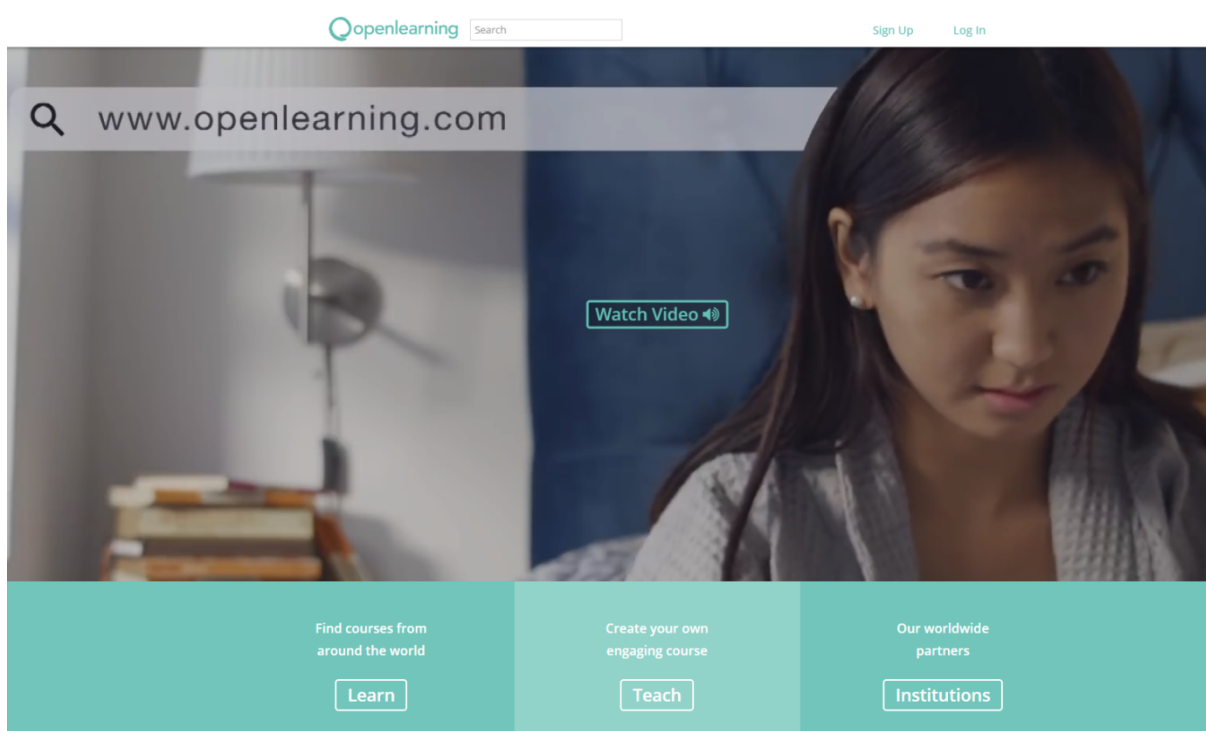 openlearning
Search
Sign Up
Log In
www.openlearning.com
Watch Video
Find courses from
around the world
Learn
Create your own
engaging course
Teach
Our worldwide
partners
Institutions